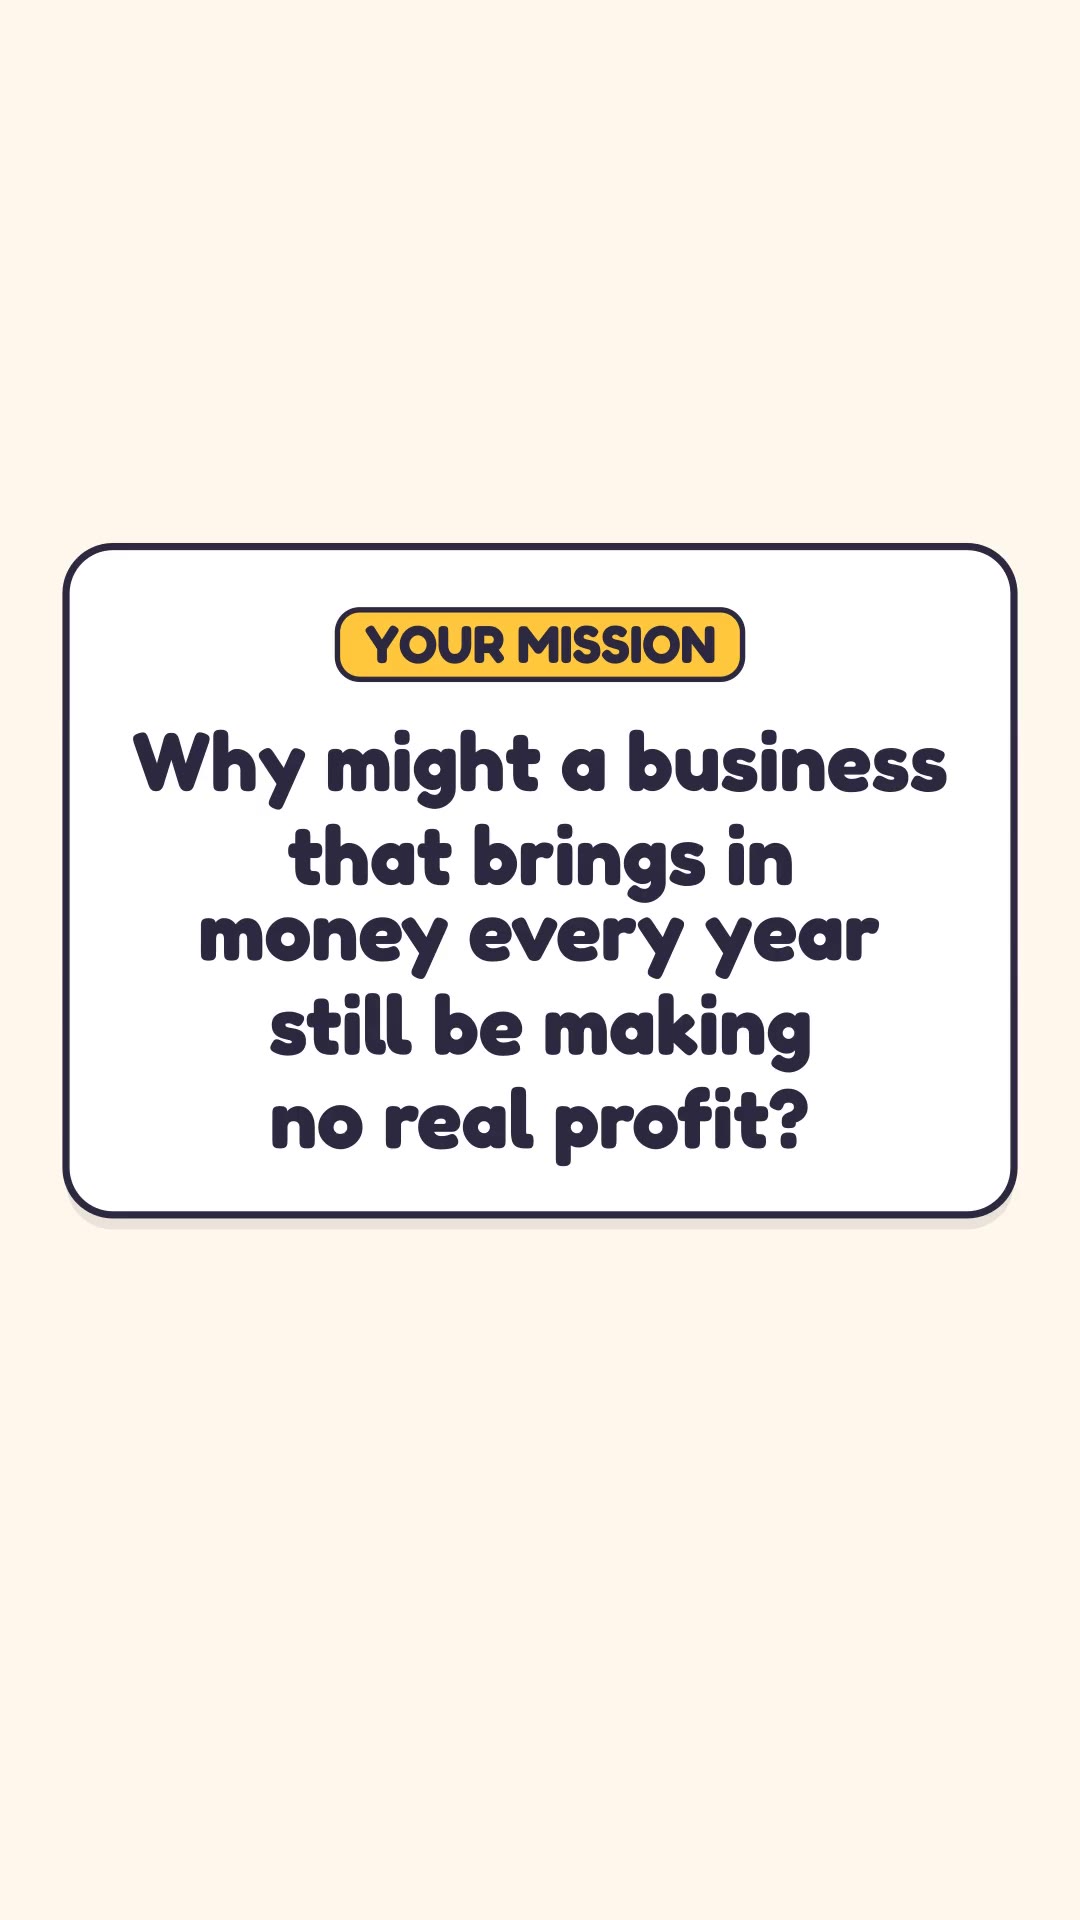 YOUR MISSION
Why might a business
that brings in
money every year
still be making
no real profit?